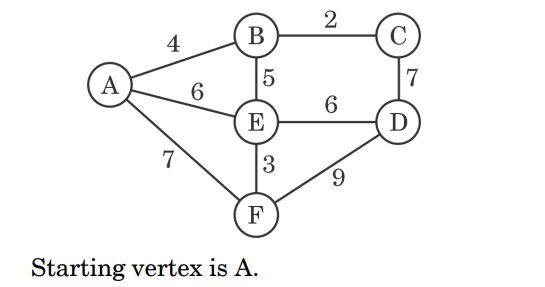 2
4 B C
5 7
A 6 6
E D
7 3 9
F
Starting vertex is A.